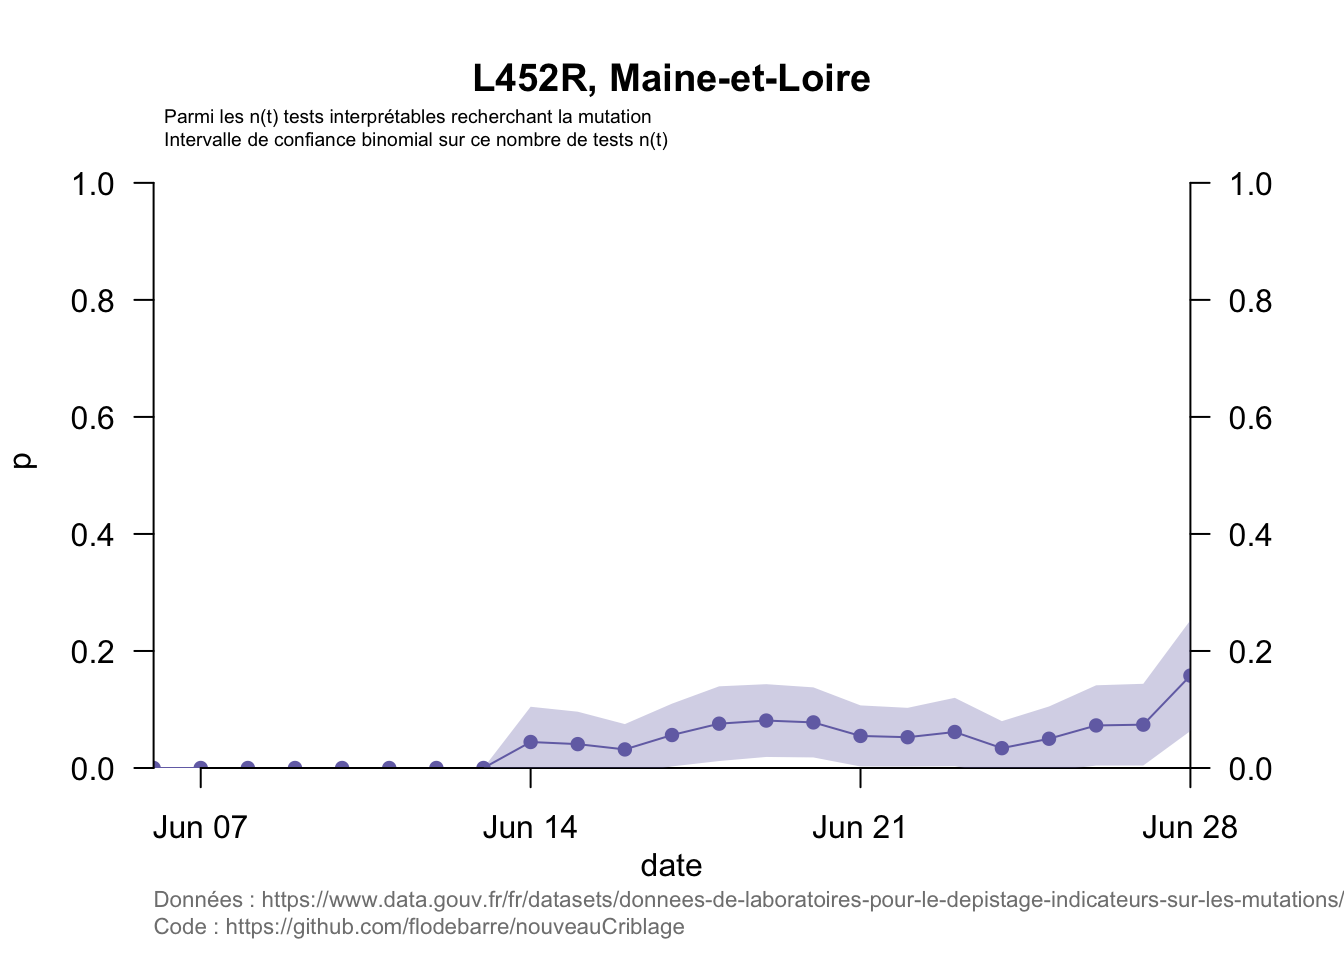 L452R, Maine-et-Loire
Parmi les n(t) tests interprétables recherchant la mutation
Intervalle de confiance binomial sur ce nombre de tests n(t)
1.0
0.8
0.6
0.4
0.2
0.0
p
1.0
0.8
0.6
0.4
0.2
0.0
Jun 07
Jun 14
Jun 21
Jun 28
date
Données : https://www.data.gouv.fr/fr/datasets/donnees-de-laboratoires-pour-le-depistage-indicateurs-sur-les-mutations/
Code : https://github.com/flodebarre/nouveauCriblage